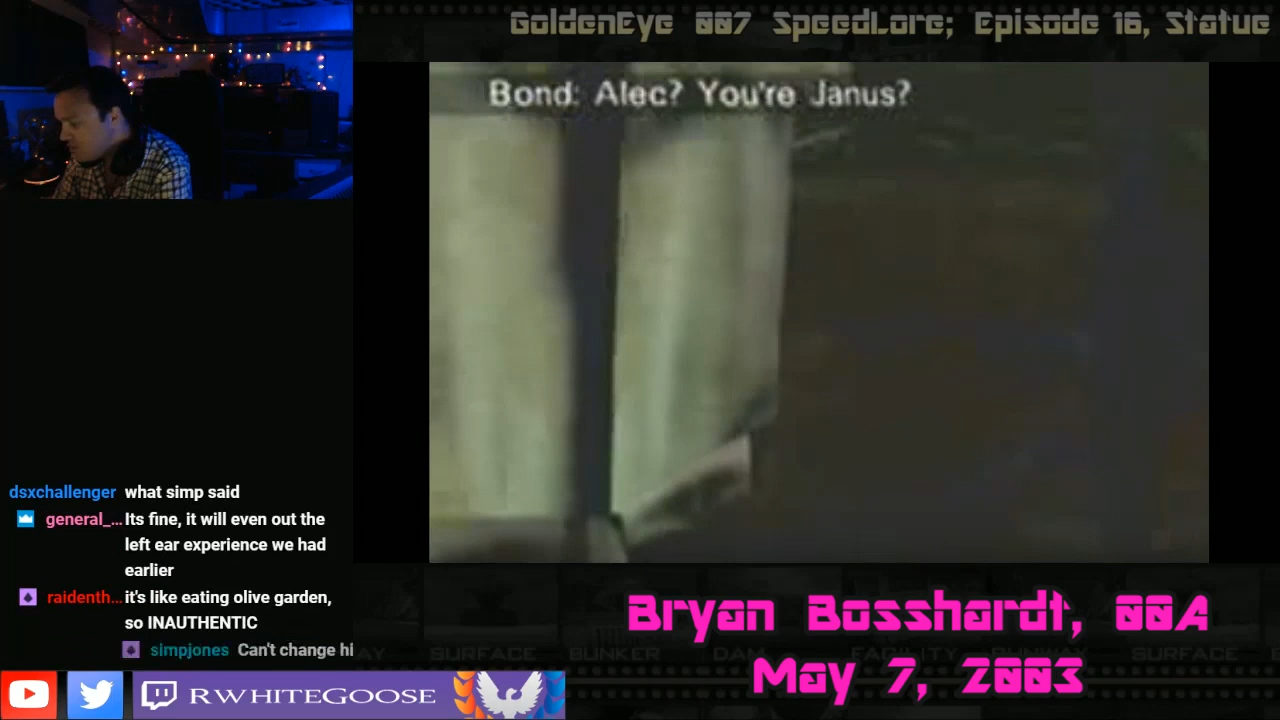 GoldenEye 007 SpeedLore; Episode 16, Statue
Bond: Alec? You're Janus?
dsxchallenger what simp said
general_… Its fine, it will even out the
left ear experience we had
earlier
raidenth… it's like eating olive garden,
so INAUTHENTIC
simpjones Can't change hi
Bryan Bosshardt, 00A
May 7, 2003
SURFACE BUNKER DAM FACILITY RUNWAY SURFACE
RWHITEGOOSE